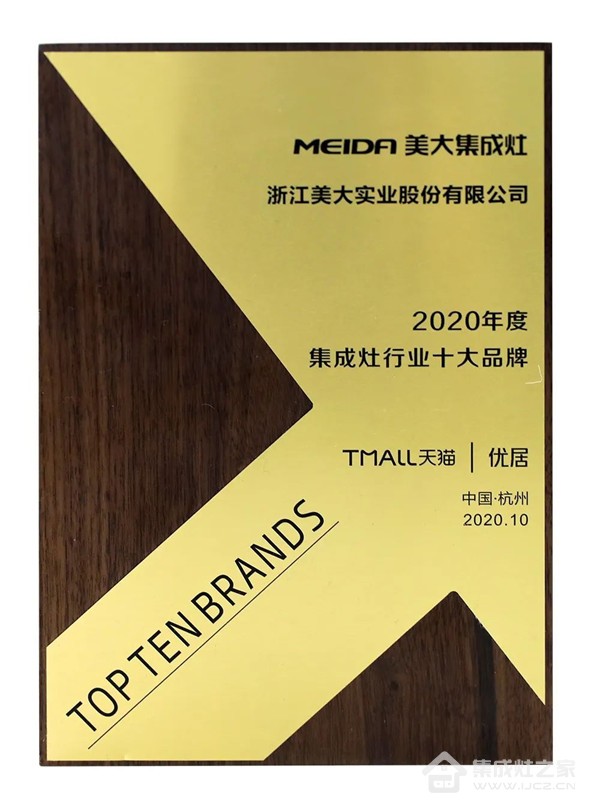 MEIDA 美大集成灶
浙江美大实业股份有限公司
2020年度
集成灶行业十大品牌
TMALL天猫 | 优居
中国·杭州
2020.10
TOP TEN BRANDS
集成灶之家
WWW.IJCZ.CN